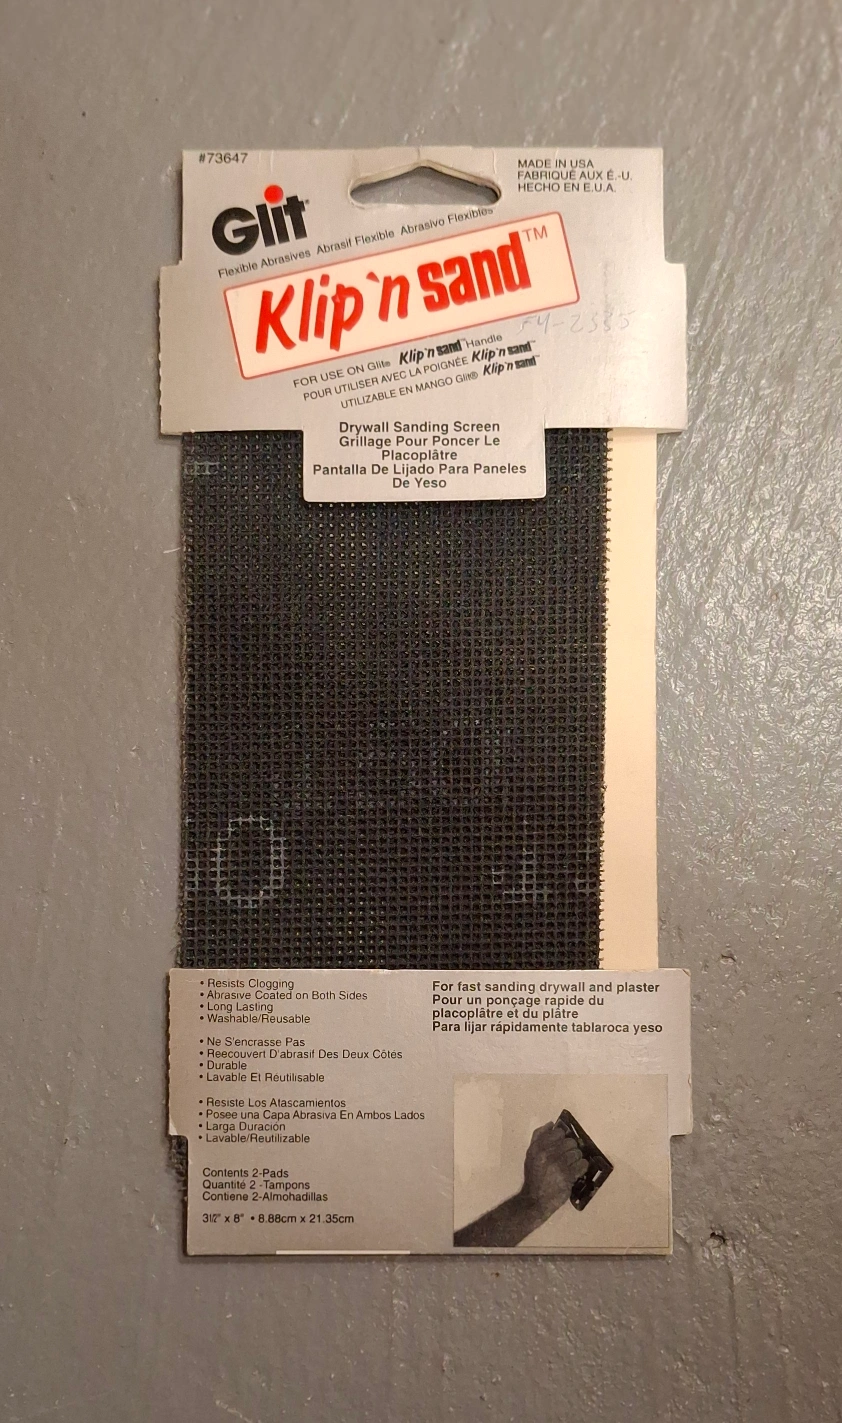 #73647
MADE IN USA
FABRIQUÉ AUX É.-U.
HECHO EN E.U.A.
Glit®
Flexible Abrasives Abrasif Flexible Abrasivo Flexibles
Klip 'n sand™
FOR USE ON Glit® Klip 'n sand™ Handle
POUR UTILISER AVEC LA POIGNÉE Klip 'n sand™
UTILIZABLE EN MANGO Glit® Klip 'n sand™
Drywall Sanding Screen
Grillage Pour Poncer Le
Placoplâtre
Pantalla De Lijado Para Paneles
De Yeso
0 1
• Resists Clogging
• Abrasive Coated on Both Sides
• Long Lasting
• Washable/Reusable
• Ne S'encrasse Pas
• Reecouvert D'abrasif Des Deux Côtés
• Durable
• Lavable Et Réutilisable
• Resiste Los Atascamientos
• Posee una Capa Abrasiva En Ambos Lados
• Larga Duración
• Lavable/Reutilizable
Contents 2-Pads
Quantité 2 -Tampons
Contiene 2-Almohadillas
3 1/2" x 8" • 8.88cm x 21.35cm
For fast sanding drywall and plaster
Pour un ponçage rapide du
placoplâtre et du plâtre
Para lijar rápidamente tablaroca yeso